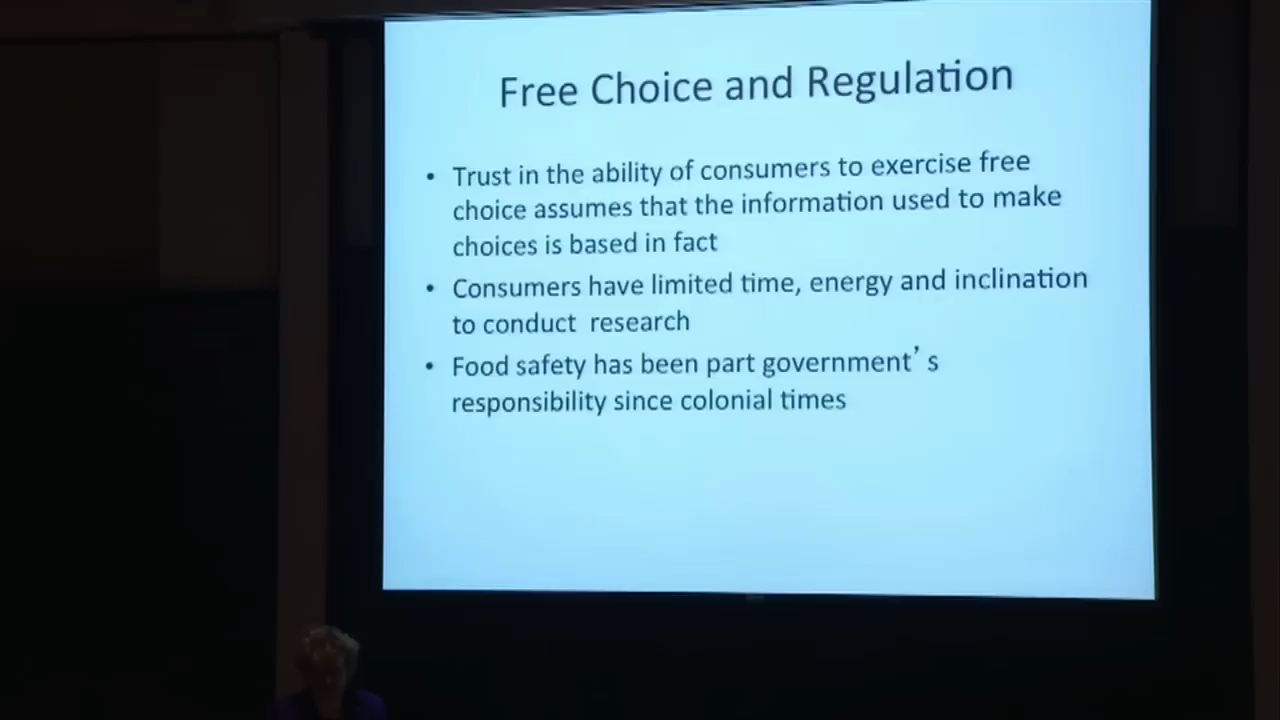 Free Choice and Regulation
• Trust in the ability of consumers to exercise free
choice assumes that the information used to make
choices is based in fact
• Consumers have limited time, energy and inclination
to conduct research
• Food safety has been part government's
responsibility since colonial times